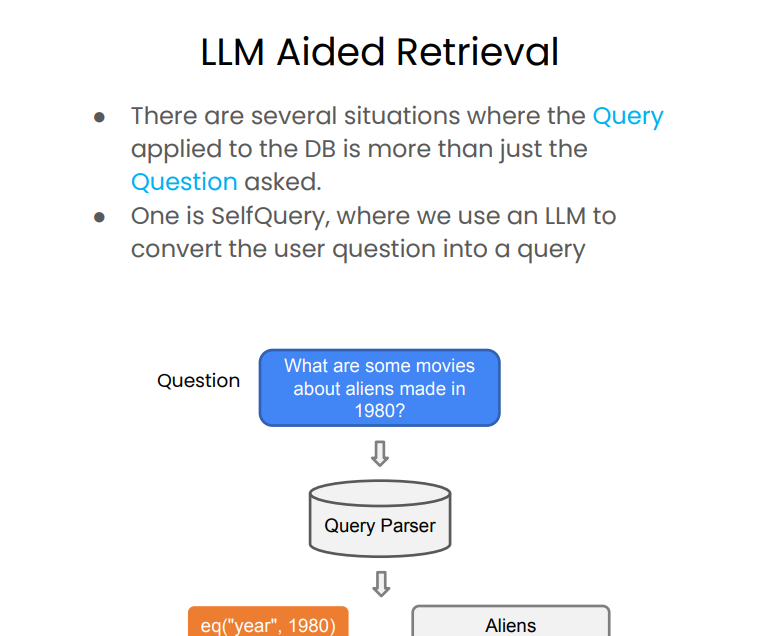 LLM Aided Retrieval
● There are several situations where the Query
applied to the DB is more than just the
Question asked.
● One is SelfQuery, where we use an LLM to
convert the user question into a query
Question
What are some movies
about aliens made in
1980?
Query Parser
eq("year", 1980)
Aliens